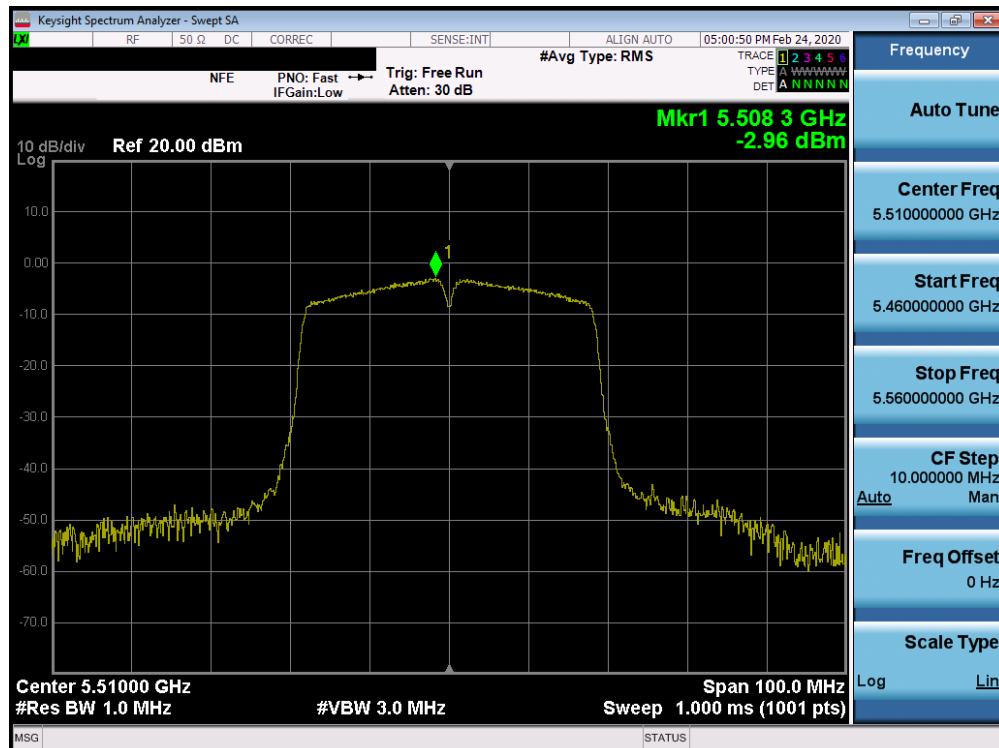 Keysight Spectrum Analyzer - Swept SA
LXI RF 50 Ω DC CORREC SENSE:INT ALIGN AUTO 05:00:50 PM Feb 24, 2020
#Avg Type: RMS TRACE 1 2 3 4 5 6
NFE PNO: Fast Trig: Free Run TYPE A WWWWW
IFGain:Low Atten: 30 dB DET A N N N N N
Mkr1 5.508 3 GHz
-2.96 dBm
10 dB/div Ref 20.00 dBm
Log
10.0
1
0.00
-10.0
-20.0
-30.0
-40.0
-50.0
-60.0
-70.0
Center 5.51000 GHz Span 100.0 MHz
#Res BW 1.0 MHz #VBW 3.0 MHz Sweep 1.000 ms (1001 pts)
MSG STATUS
Frequency
Auto Tune
Center Freq
5.510000000 GHz
Start Freq
5.460000000 GHz
Stop Freq
5.560000000 GHz
CF Step
10.000000 MHz
Auto Man
Freq Offset
0 Hz
Scale Type
Log Lin